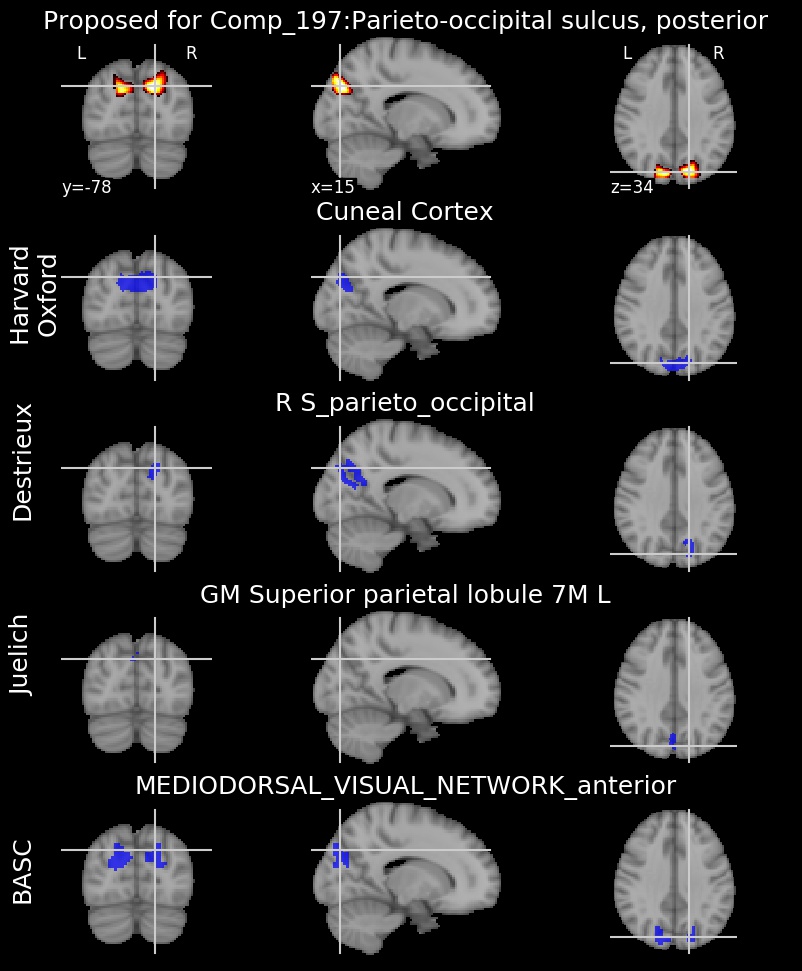 Proposed for Comp_197:Parieto-occipital sulcus, posterior
L R L R
y=-78 x=15 z=34
Cuneal Cortex
Harvard
Oxford
R S_parieto_occipital
Destrieux
GM Superior parietal lobule 7M L
Juelich
MEDIODORSAL_VISUAL_NETWORK_anterior
BASC